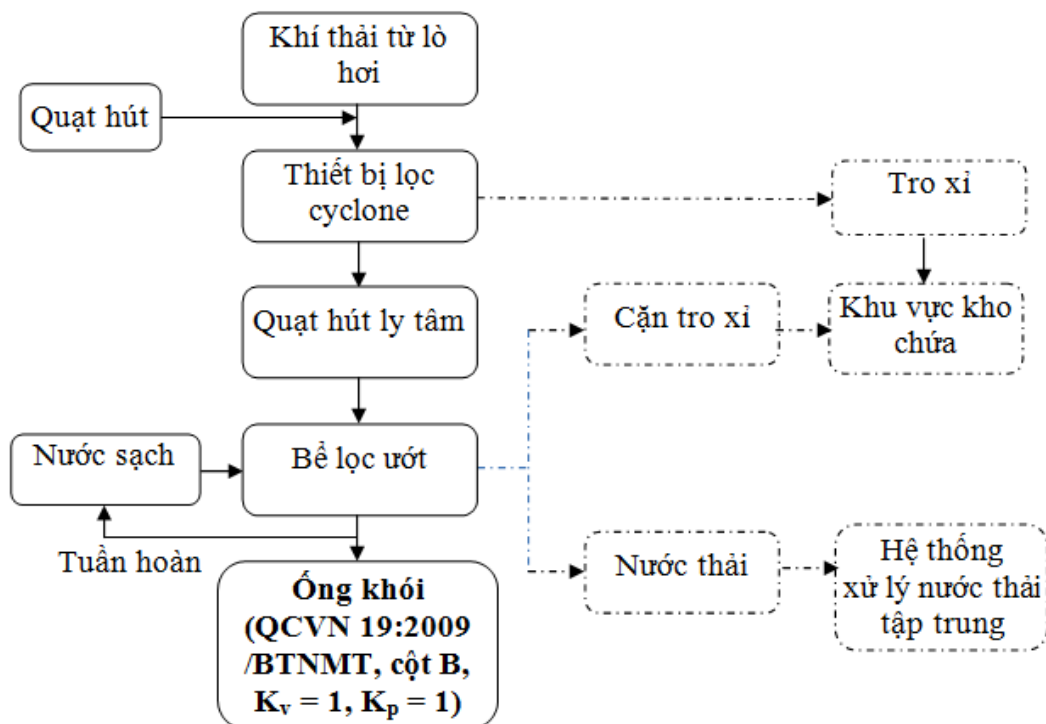 Khí thải từ lò
hơi
Quạt hút
Thiết bị lọc
cyclone
Tro xỉ
Quạt hút ly tâm
Cặn tro xỉ
Khu vực kho
chứa
Nước sạch
Bể lọc ướt
Tuần hoàn
Ống khói
(QCVN 19:2009
/BTNMT, cột B,
Kv = 1, Kp = 1)
Nước thải
Hệ thống
xử lý nước thải
tập trung